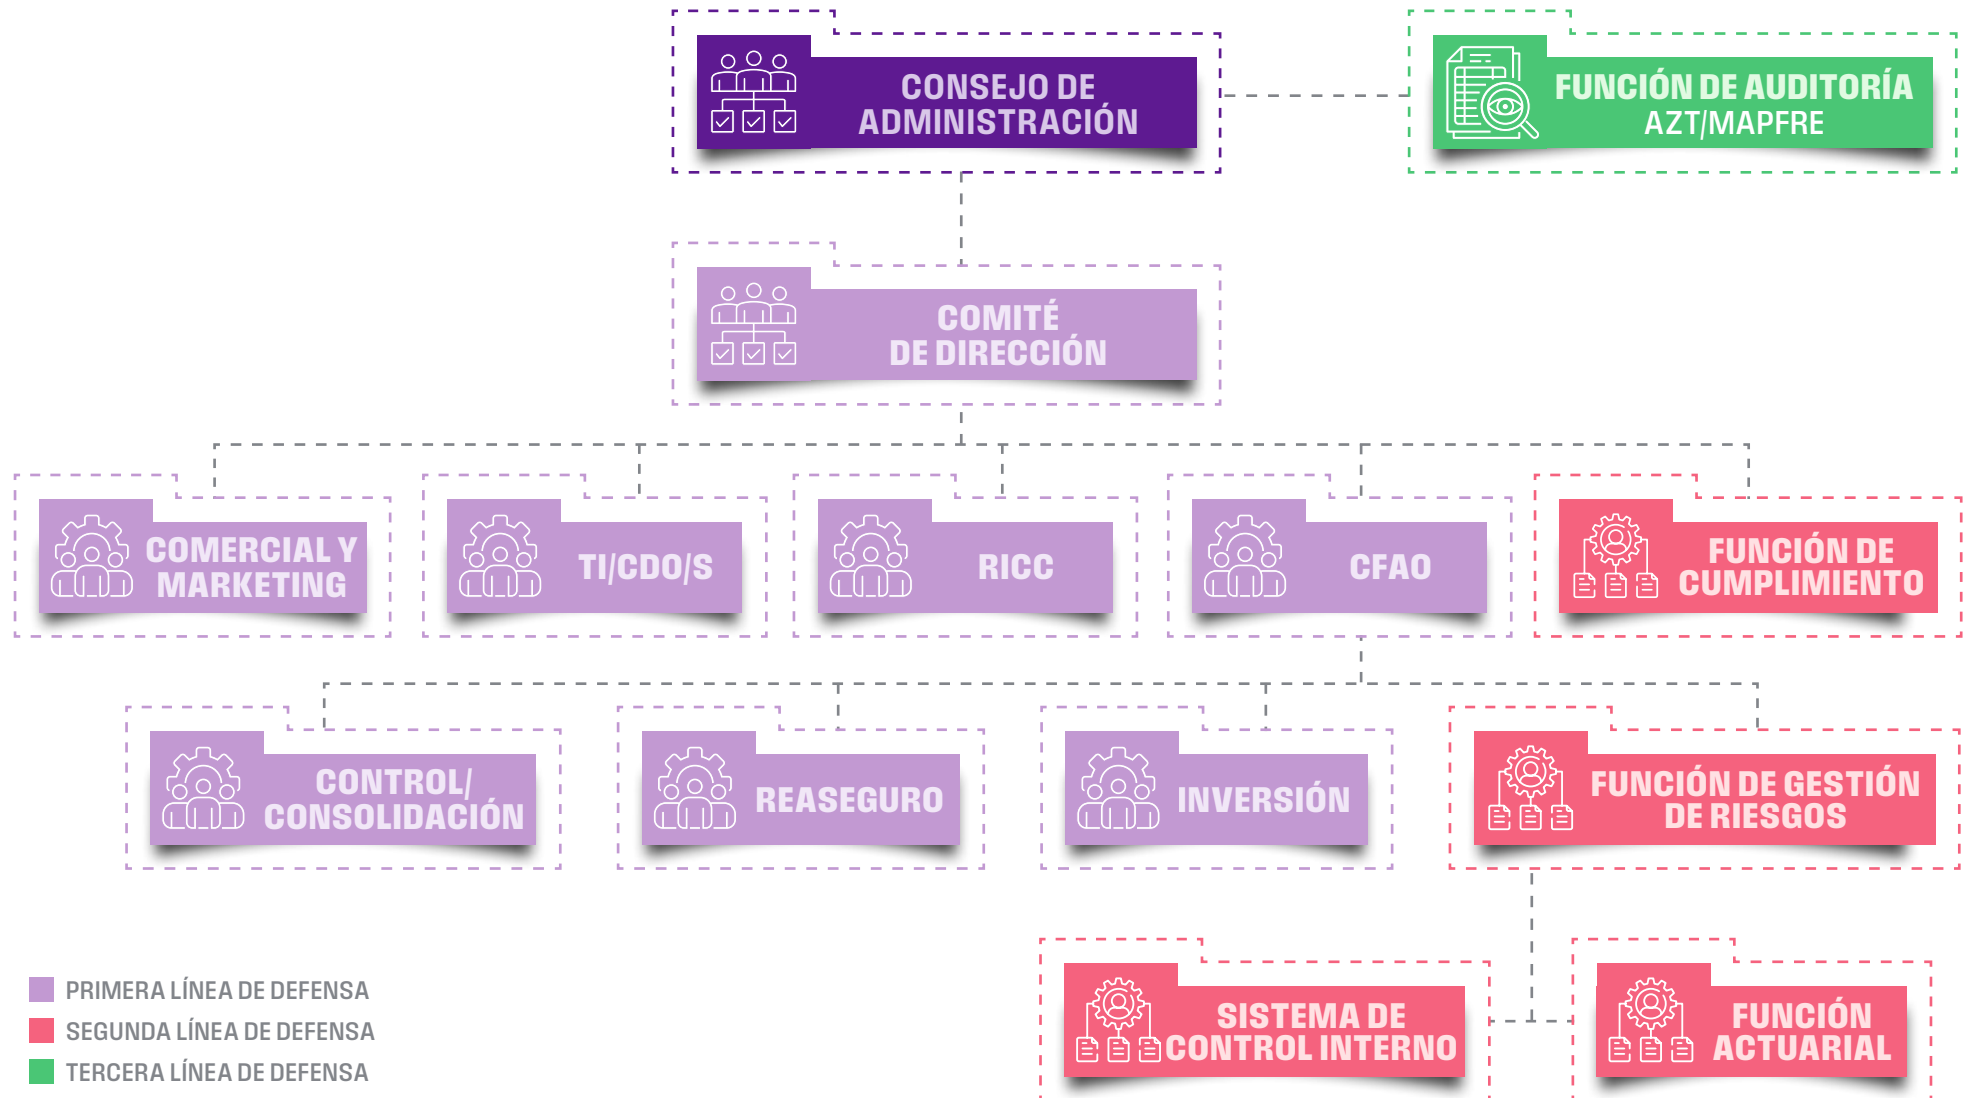 CONSEJO DE
ADMINISTRACIÓN
FUNCIÓN DE AUDITORÍA
AZT/MAPFRE
COMITÉ
DE DIRECCIÓN
COMERCIAL Y
MARKETING
TI/CDO/S
RICC
CFAO
FUNCIÓN DE
CUMPLIMIENTO
CONTROL/
CONSOLIDACIÓN
REASEGURO
INVERSIÓN
FUNCIÓN DE GESTIÓN
DE RIESGOS
SISTEMA DE
CONTROL INTERNO
FUNCIÓN
ACTUARIAL
PRIMERA LÍNEA DE DEFENSA
SEGUNDA LÍNEA DE DEFENSA
TERCERA LÍNEA DE DEFENSA